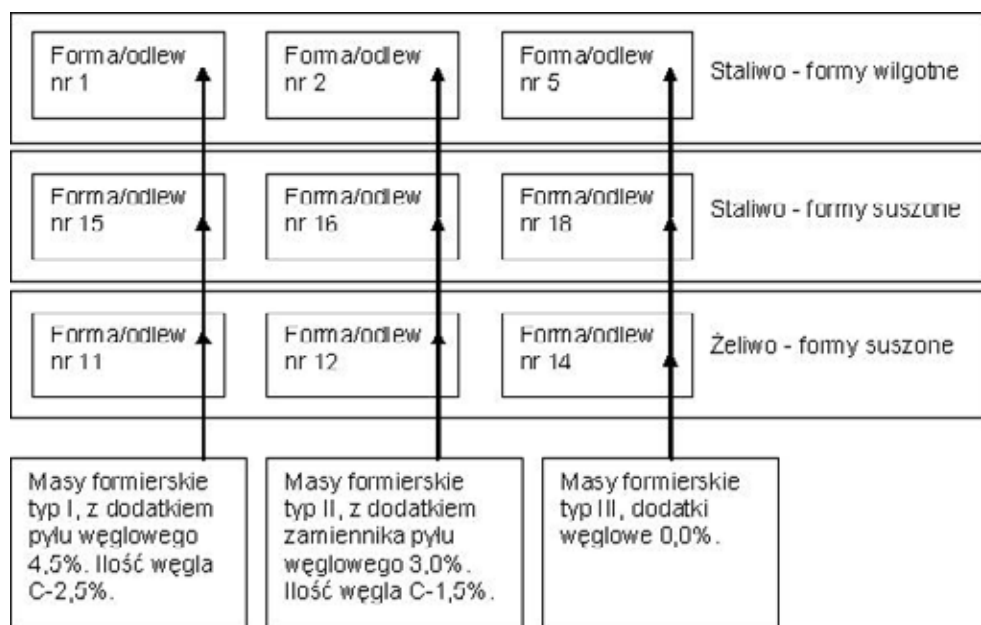 Forma/odlew
nr 1
Forma/odlew
nr 2
Forma/odlew
nr 5
Staliwo - formy wilgotne
Forma/odlew
nr 15
Forma/odlew
nr 16
Forma/odlew
nr 18
Staliwo - formy suszone
Forma/odlew
nr 11
Forma/odlew
nr 12
Forma/odlew
nr 14
Żeliwo - formy suszone
Masy formierskie
typ I, z dodatkiem
pyłu węglowego
4,5%. Ilość węgla
C-2,5%.
Masy formierskie
typ II, z dodatkiem
zamiennika pyłu
węglowego 3,0%.
Ilość węgla C-1,5%.
Masy formierskie
typ III, dodatki
węglowe 0,0%.